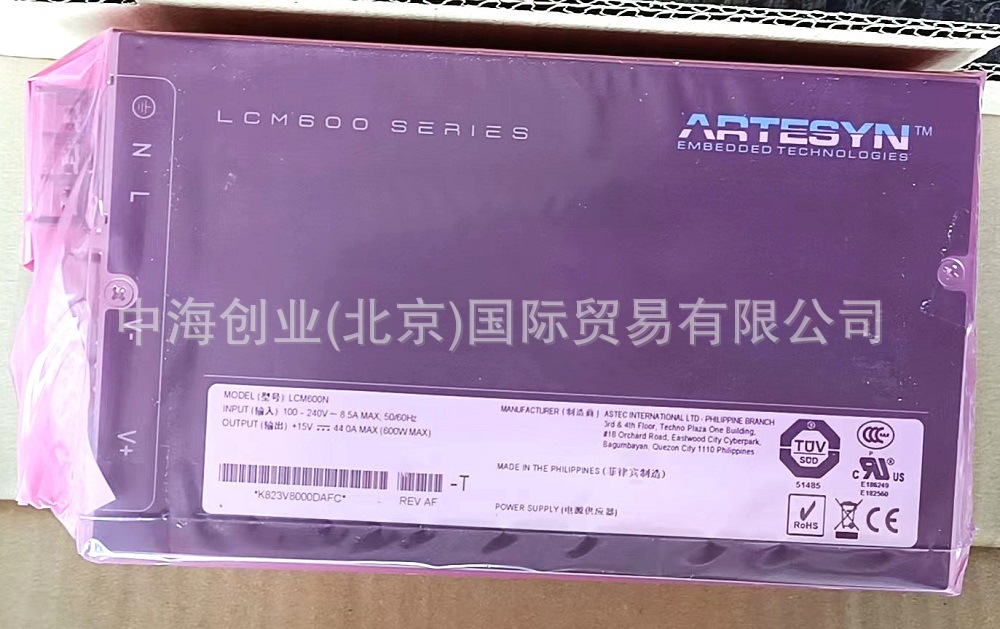 LCM600 SERIES
ARTESYN™
EMBEDDED TECHNOLOGIES
N
L
V-
V+
中海创业(北京)国际贸易有限公司
MODEL (型号) LCM600N
INPUT (输入) 100 - 240V ~ 8.5A MAX, 50/60Hz
OUTPUT (输出) +15V ⎓ 44.0A MAX (600W MAX)
*K823V8000DAFC*
REV AF
-T
MANUFACTURER (制造商) ASTEC INTERNATIONAL LTD - PHILIPPINE BRANCH
3rd & 4th Floor, Techno Plaza One Building,
#18 Orchard Road, Eastwood City Cyberpark,
Bagumbayan, Quezon City 1110 Philippines
MADE IN THE PHILIPPINES (菲律宾制造)
POWER SUPPLY (电源供应器)
TÜV
SÜD
51485
CCC
P
C RU US
E186249
E182560
RoHS
CE